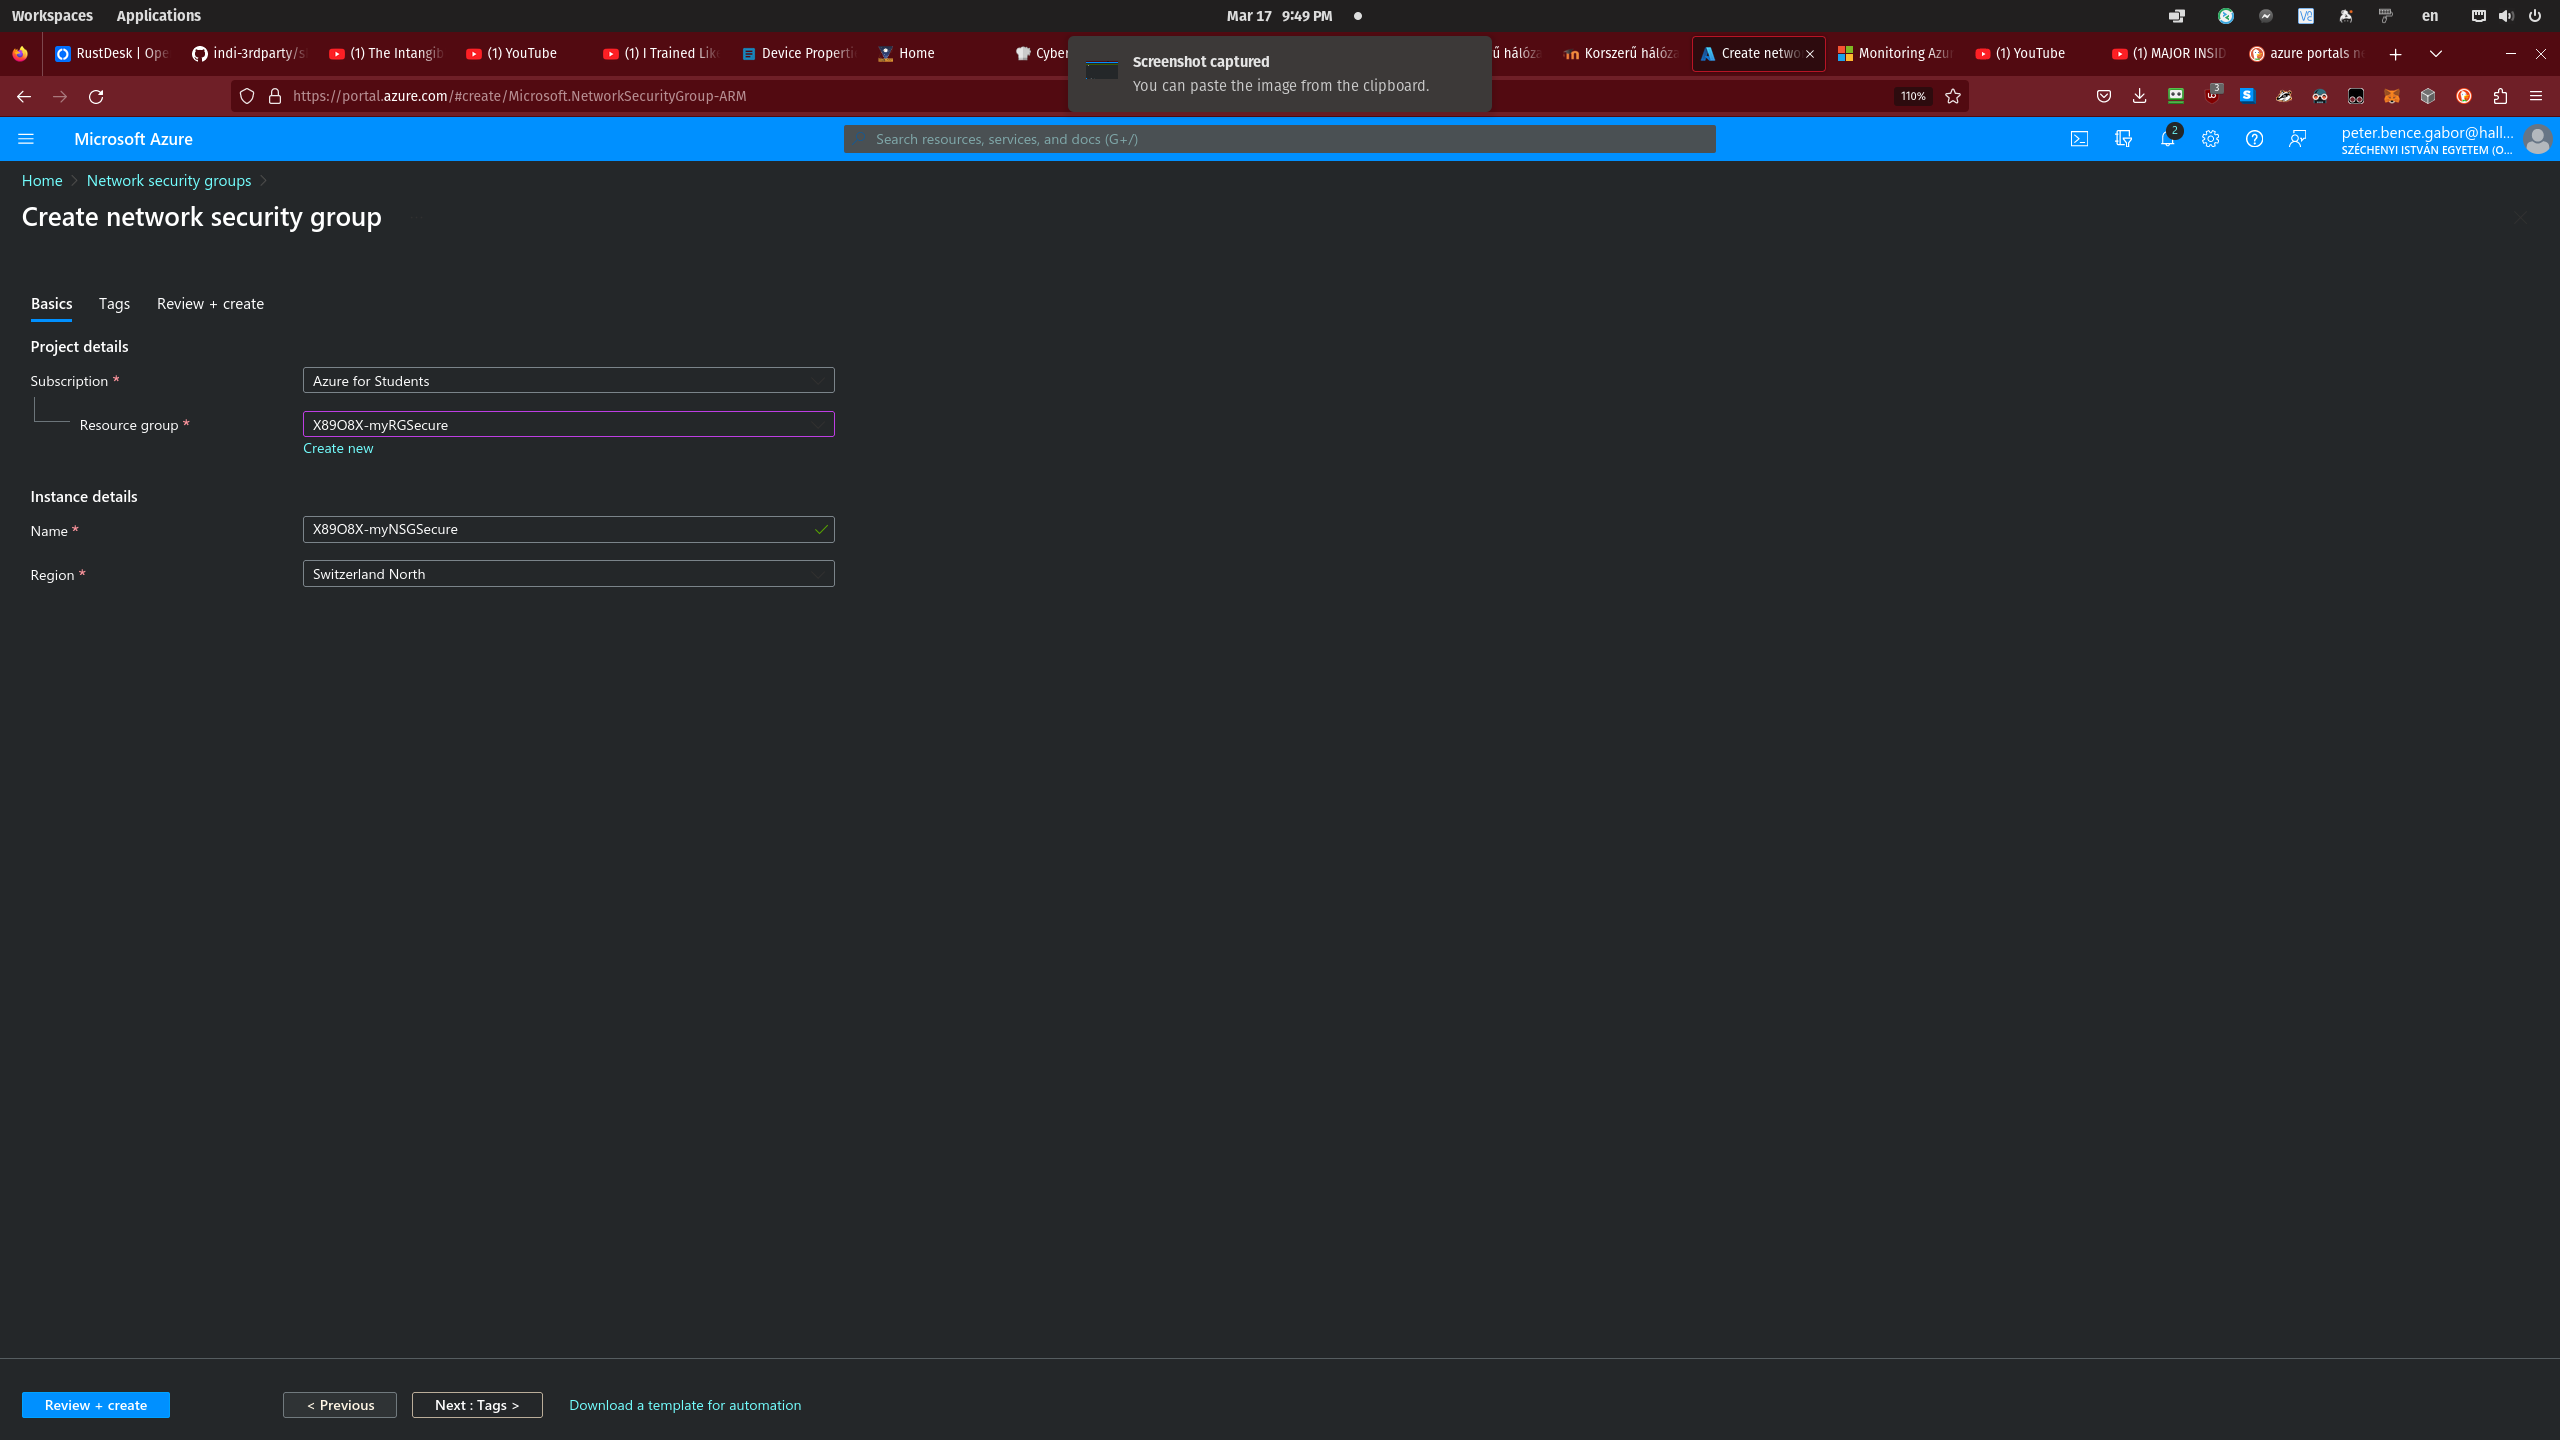 Workspaces Applications Mar 17 9:49 PM en
RustDesk | Ope indi-3rdparty/s (1) The Intangib (1) YouTube (1) I Trained Lik Device Properti Home Cyber ű hálóza Korszerű hálóza Create netwo Monitoring Azur (1) YouTube (1) MAJOR INSID azure portals n
Screenshot captured
You can paste the image from the clipboard.
https://portal.azure.com/#create/Microsoft.NetworkSecurityGroup-ARM 110% 3
Microsoft Azure Search resources, services, and docs (G+/) 2 peter.bence.gabor@hall...
SZÉCHENYI ISTVÁN EGYETEM (O...
Home Network security groups
Create network security group
Basics Tags Review + create
Project details
Subscription * Azure for Students
Resource group * X89O8X-myRGSecure
Create new
Instance details
Name * X89O8X-myNSGSecure
Region * Switzerland North
Review + create < Previous Next : Tags > Download a template for automation